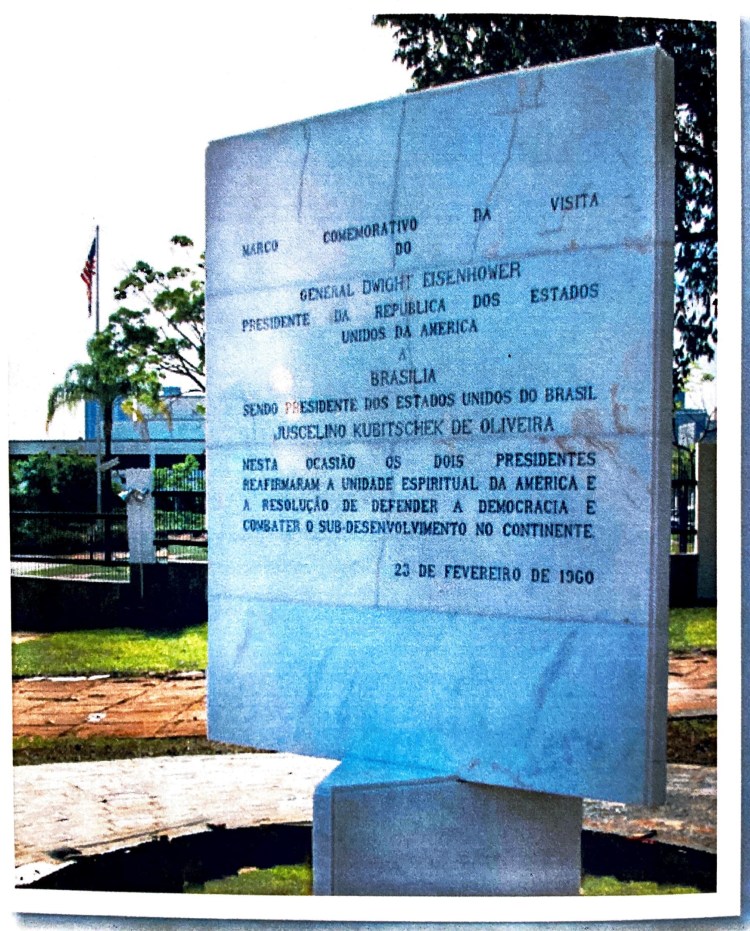 MARCO COMEMORATIVO DA VISITA
DO
GENERAL DWIGHT EISENHOWER
PRESIDENTE DA REPUBLICA DOS ESTADOS
UNIDOS DA AMERICA
A
BRASILIA
SENDO PRESIDENTE DOS ESTADOS UNIDOS DO BRASIL
JUSCELINO KUBITSCHEK DE OLIVEIRA
NESTA OCASIÃO OS DOIS PRESIDENTES
REAFIRMARAM A UNIDADE ESPIRITUAL DA AMERICA E
A RESOLUÇÃO DE DEFENDER A DEMOCRACIA E
COMBATER O SUB-DESENVOLVIMENTO NO CONTINENTE.
23 DE FEVEREIRO DE 1960